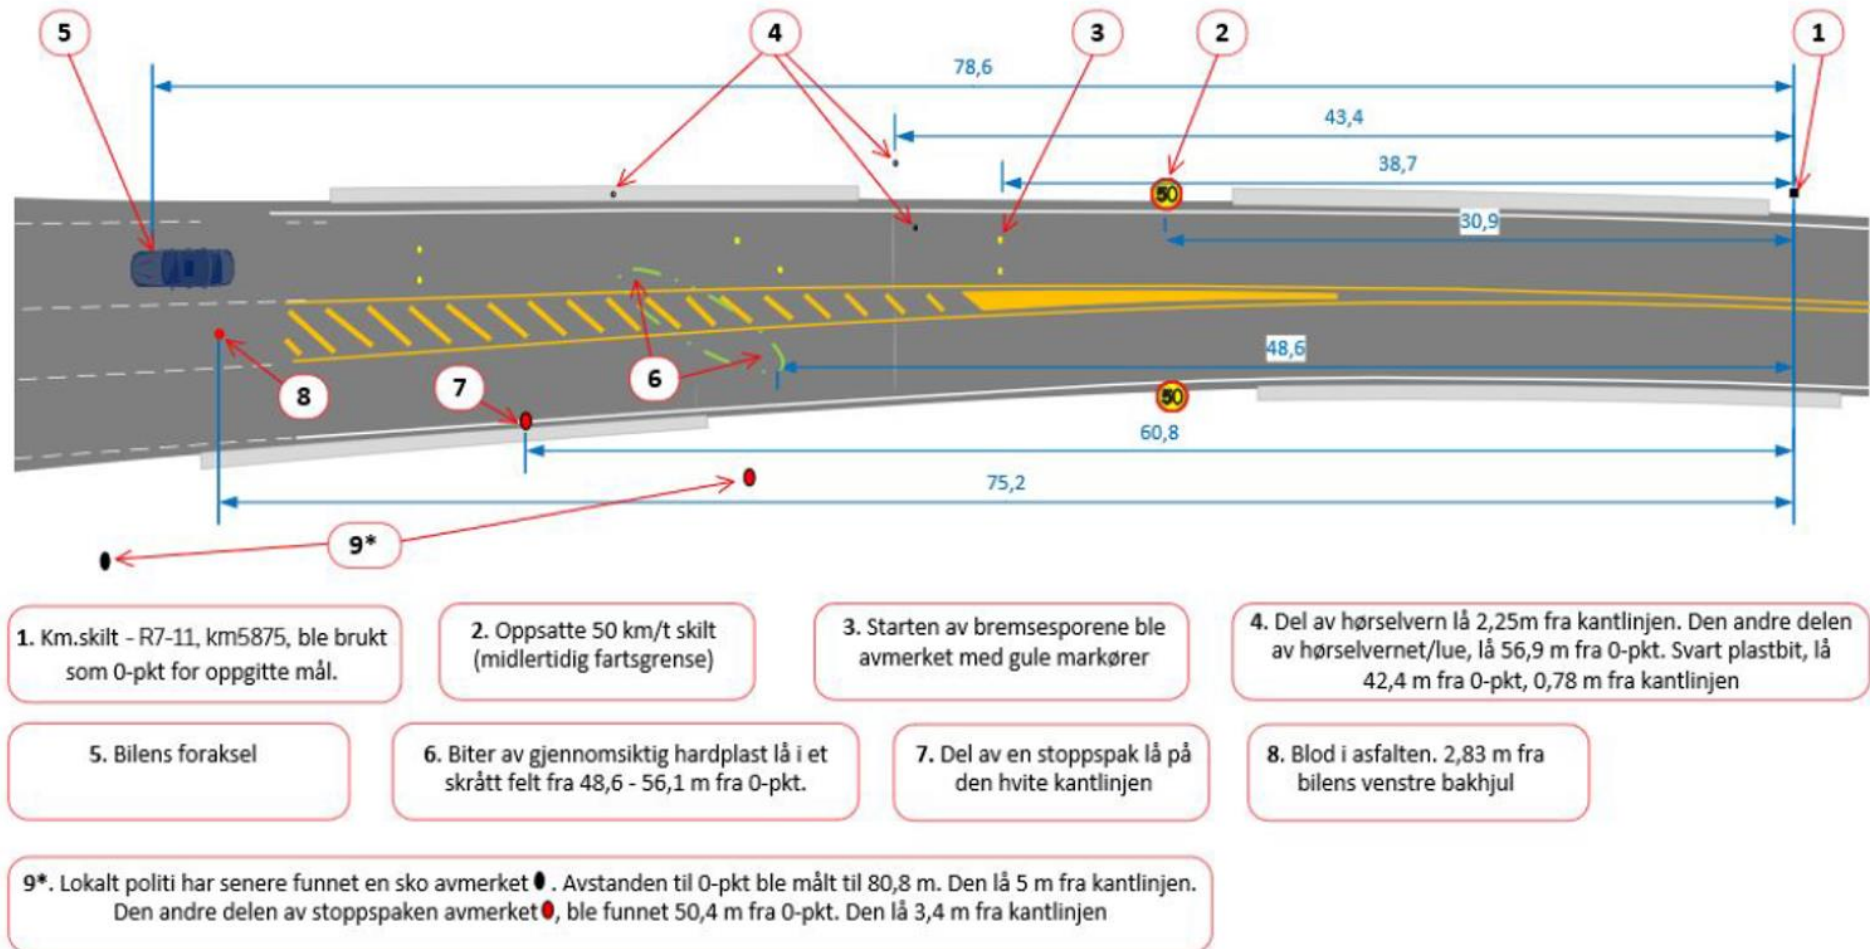 5
4
3
2
1
78,6
43,4
38,7
50
30,9
48,6
6
7
8
50
60,8
75,2
9*
1. Km.skilt - R7-11, km5875, ble brukt
som 0-pkt for oppgitte mål.
2. Oppsatte 50 km/t skilt
(midlertidig fartsgrense)
3. Starten av bremsesporene ble
avmerket med gule markører
4. Del av hørselvern lå 2,25m fra kantlinjen. Den andre delen
av hørselvernet/lue, lå 56,9 m fra 0-pkt. Svart plastbit, lå
42,4 m fra 0-pkt, 0,78 m fra kantlinjen
5. Bilens foraksel
6. Biter av gjennomsiktig hardplast lå i et
skrått felt fra 48,6 - 56,1 m fra 0-pkt.
7. Del av en stoppspak lå på
den hvite kantlinjen
8. Blod i asfalten. 2,83 m fra
bilens venstre bakhjul
9*. Lokalt politi har senere funnet en sko avmerket . Avstanden til 0-pkt ble målt til 80,8 m. Den lå 5 m fra kantlinjen.
Den andre delen av stoppspaken avmerket , ble funnet 50,4 m fra 0-pkt. Den lå 3,4 m fra kantlinjen